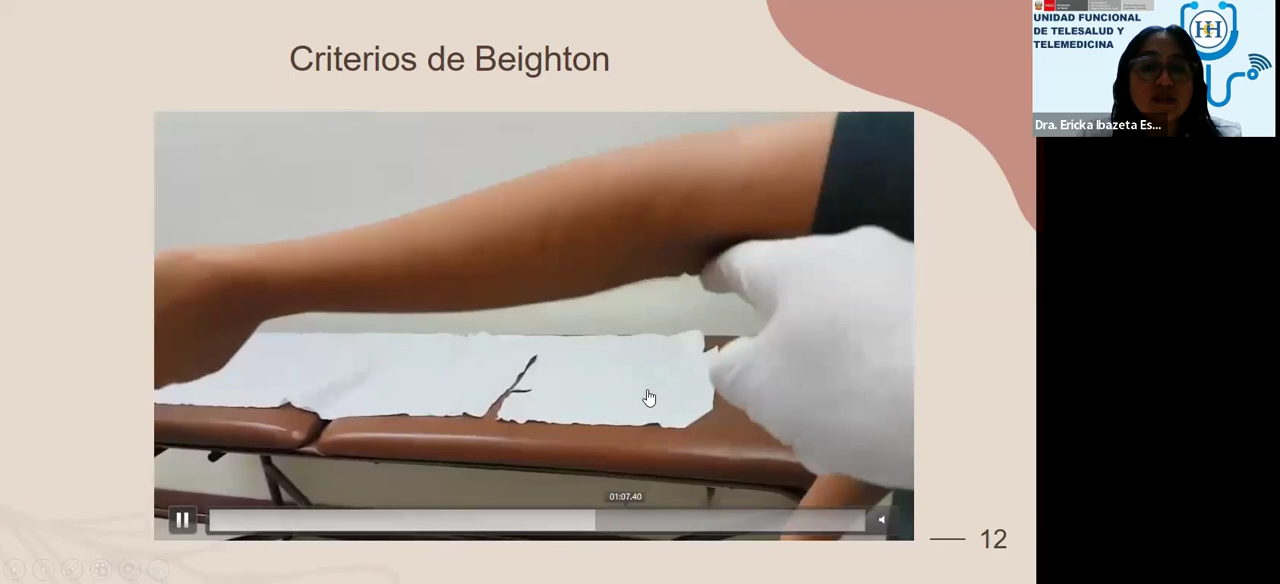 Criterios de Beighton
UNIDAD FUNCIONAL
DE TELESALUD Y
TELEMEDICINA
Dra. Ericka Ibazeta Es...
01:07.40
12